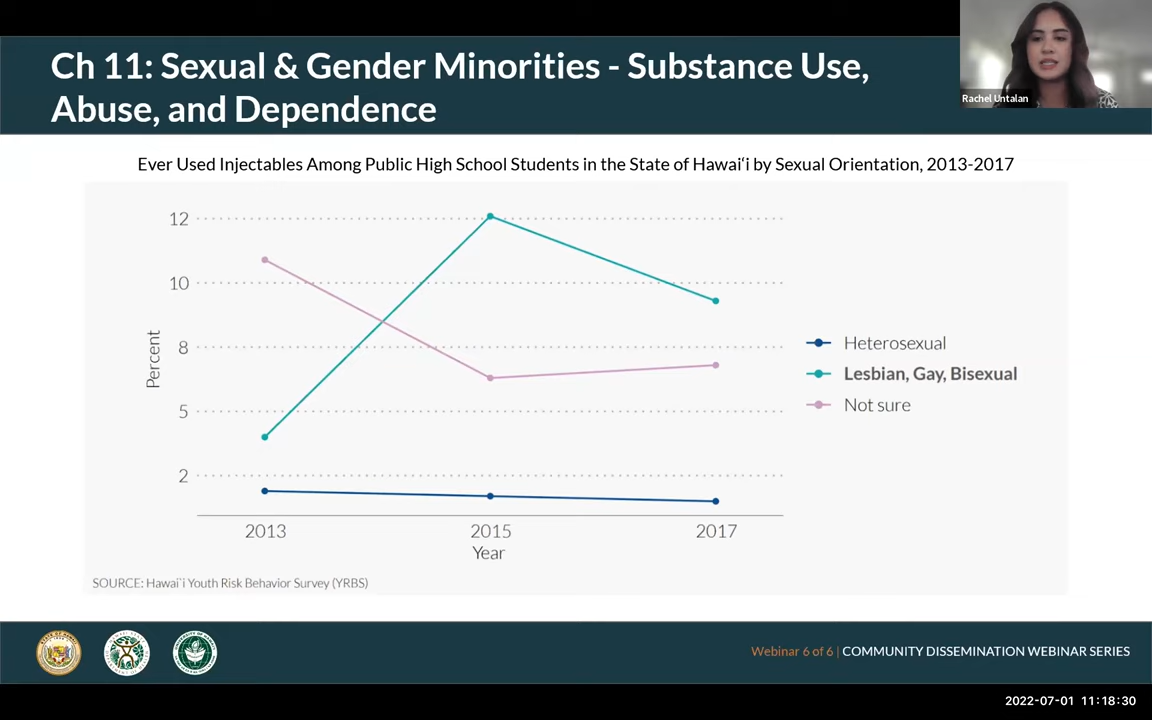 Ch 11: Sexual & Gender Minorities - Substance Use,
Abuse, and Dependence
Rachel Untalan
Ever Used Injectables Among Public High School Students in the State of Hawai‘i by Sexual Orientation, 2013-2017
12
10
8
5
2
Percent
2013
2015
2017
Year
Heterosexual
Lesbian, Gay, Bisexual
Not sure
SOURCE: Hawai`i Youth Risk Behavior Survey (YRBS)
Webinar 6 of 6 | COMMUNITY DISSEMINATION WEBINAR SERIES
2022-07-01 11:18:30